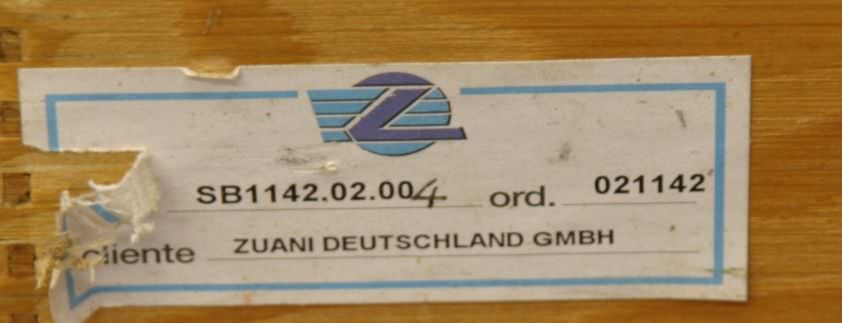 Z
SB1142.02.004 ord. 021142
cliente ZUANI DEUTSCHLAND GMBH